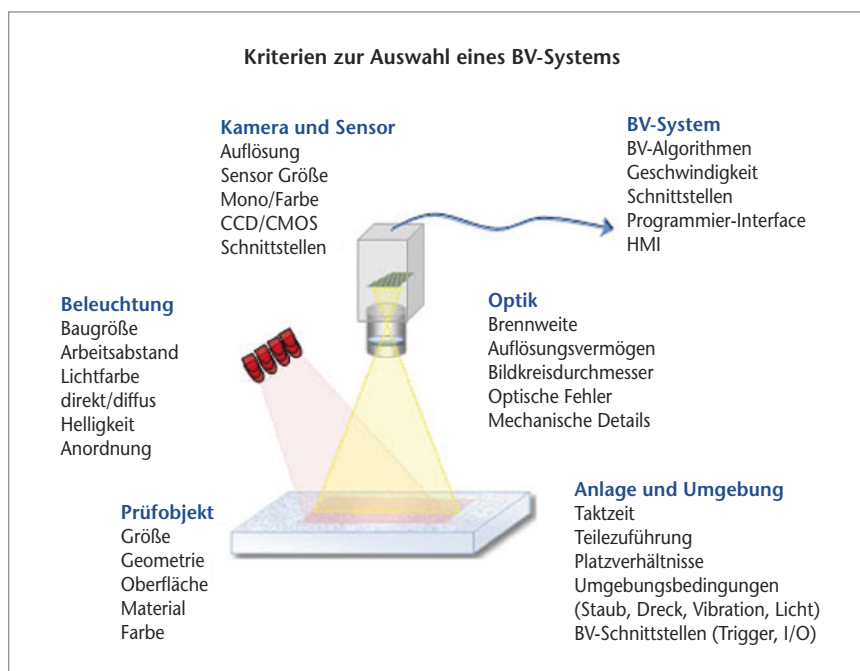 Kriterien zur Auswahl eines BV-Systems
Kamera und Sensor
Auflösung
Sensor Größe
Mono/Farbe
CCD/CMOS
Schnittstellen
BV-System
BV-Algorithmen
Geschwindigkeit
Schnittstellen
Programmier-Interface
HMI
Beleuchtung
Baugröße
Arbeitsabstand
Lichtfarbe
direkt/diffus
Helligkeit
Anordnung
Optik
Brennweite
Auflösungsvermögen
Bildkreisdurchmesser
Optische Fehler
Mechanische Details
Prüfobjekt
Größe
Geometrie
Oberfläche
Material
Farbe
Anlage und Umgebung
Taktzeit
Teilezuführung
Platzverhältnisse
Umgebungsbedingungen
(Staub, Dreck, Vibration, Licht)
BV-Schnittstellen (Trigger, I/O)